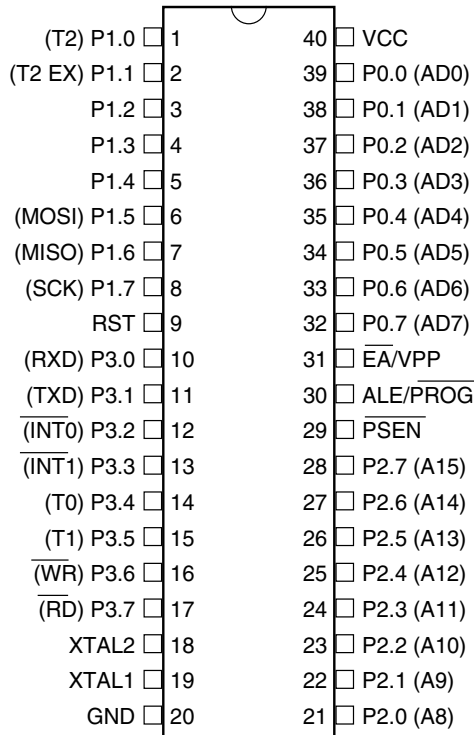 (T2) P1.0 1 40 VCC
(T2 EX) P1.1 2 39 P0.0 (AD0)
P1.2 3 38 P0.1 (AD1)
P1.3 4 37 P0.2 (AD2)
P1.4 5 36 P0.3 (AD3)
(MOSI) P1.5 6 35 P0.4 (AD4)
(MISO) P1.6 7 34 P0.5 (AD5)
(SCK) P1.7 8 33 P0.6 (AD6)
RST 9 32 P0.7 (AD7)
(RXD) P3.0 10 31 E̅A̅/VPP
(TXD) P3.1 11 30 ALE/P̅R̅O̅G̅
(I̅N̅T̅0̅) P3.2 12 29 P̅S̅E̅N̅
(I̅N̅T̅1̅) P3.3 13 28 P2.7 (A15)
(T0) P3.4 14 27 P2.6 (A14)
(T1) P3.5 15 26 P2.5 (A13)
(W̅R̅) P3.6 16 25 P2.4 (A12)
(R̅D̅) P3.7 17 24 P2.3 (A11)
XTAL2 18 23 P2.2 (A10)
XTAL1 19 22 P2.1 (A9)
GND 20 21 P2.0 (A8)